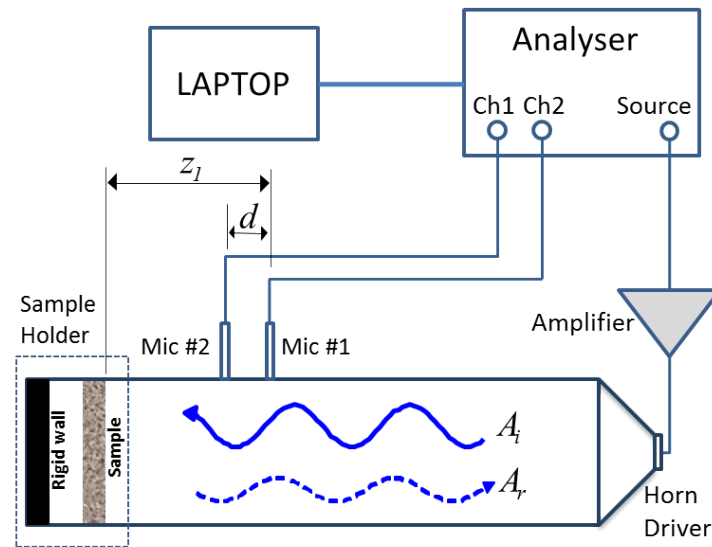 Analyser
LAPTOP
Ch1 Ch2 Source
z₁
d
Sample
Holder
Mic #2 Mic #1
Amplifier
Rigid wall
Sample
Aᵢ
Aᵣ
Horn
Driver